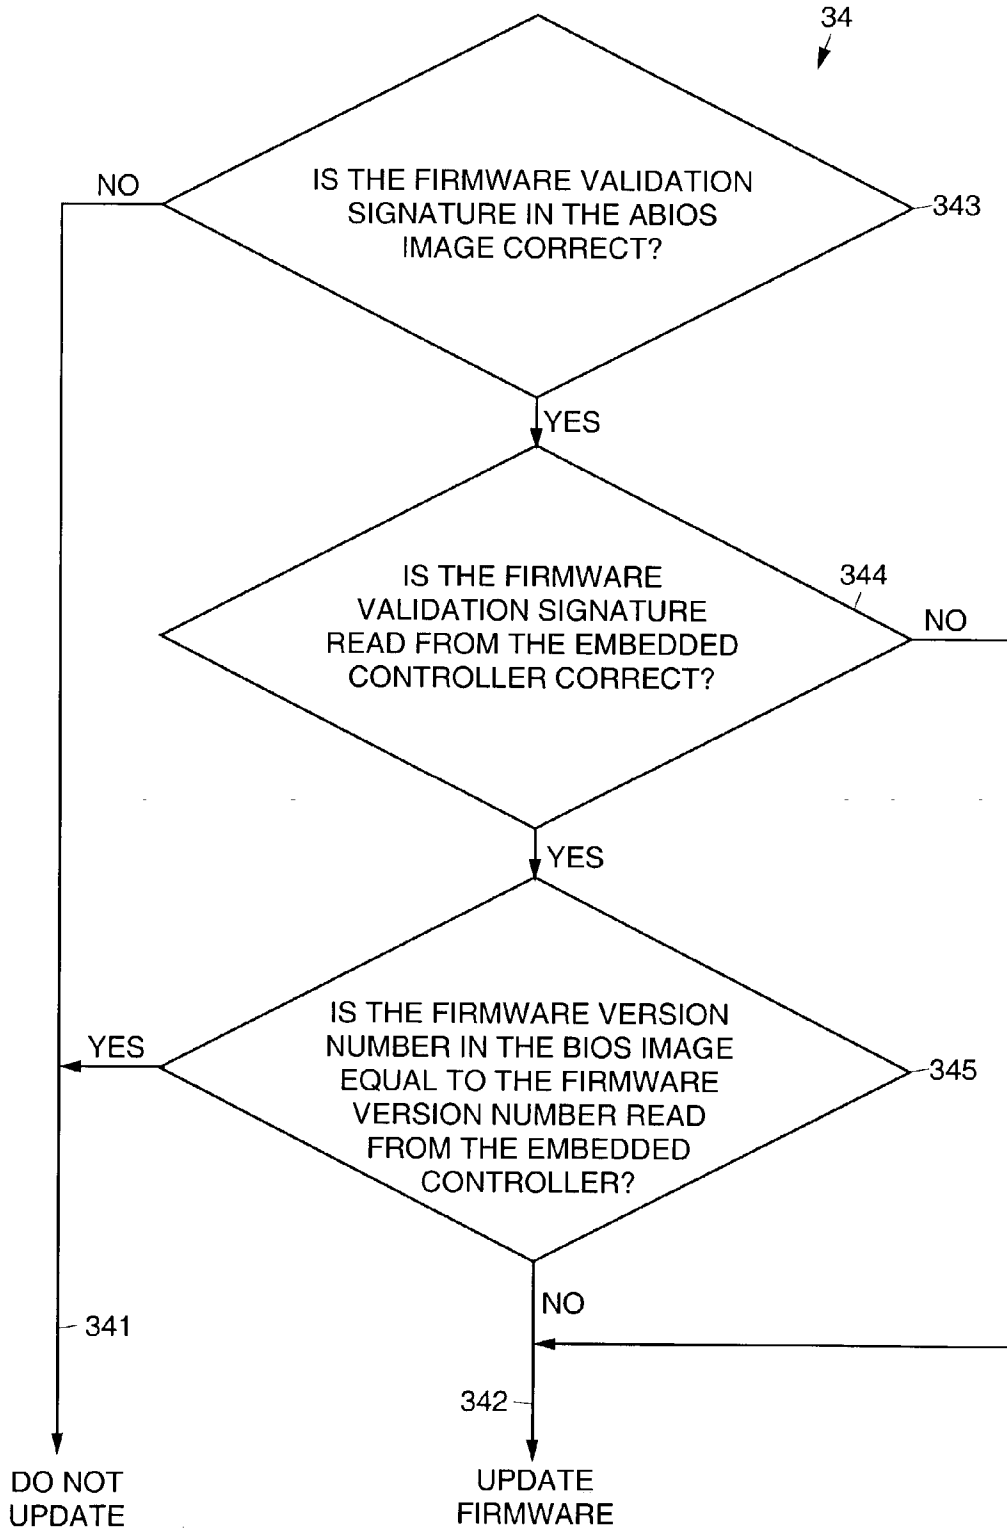 34
IS THE FIRMWARE VALIDATION
SIGNATURE IN THE ABIOS
IMAGE CORRECT?
NO
343
YES
IS THE FIRMWARE
VALIDATION SIGNATURE
READ FROM THE EMBEDDED
CONTROLLER CORRECT?
344
NO
YES
IS THE FIRMWARE VERSION
NUMBER IN THE BIOS IMAGE
EQUAL TO THE FIRMWARE
VERSION NUMBER READ
FROM THE EMBEDDED
CONTROLLER?
YES
345
NO
341
342
DO NOT
UPDATE
UPDATE
FIRMWARE